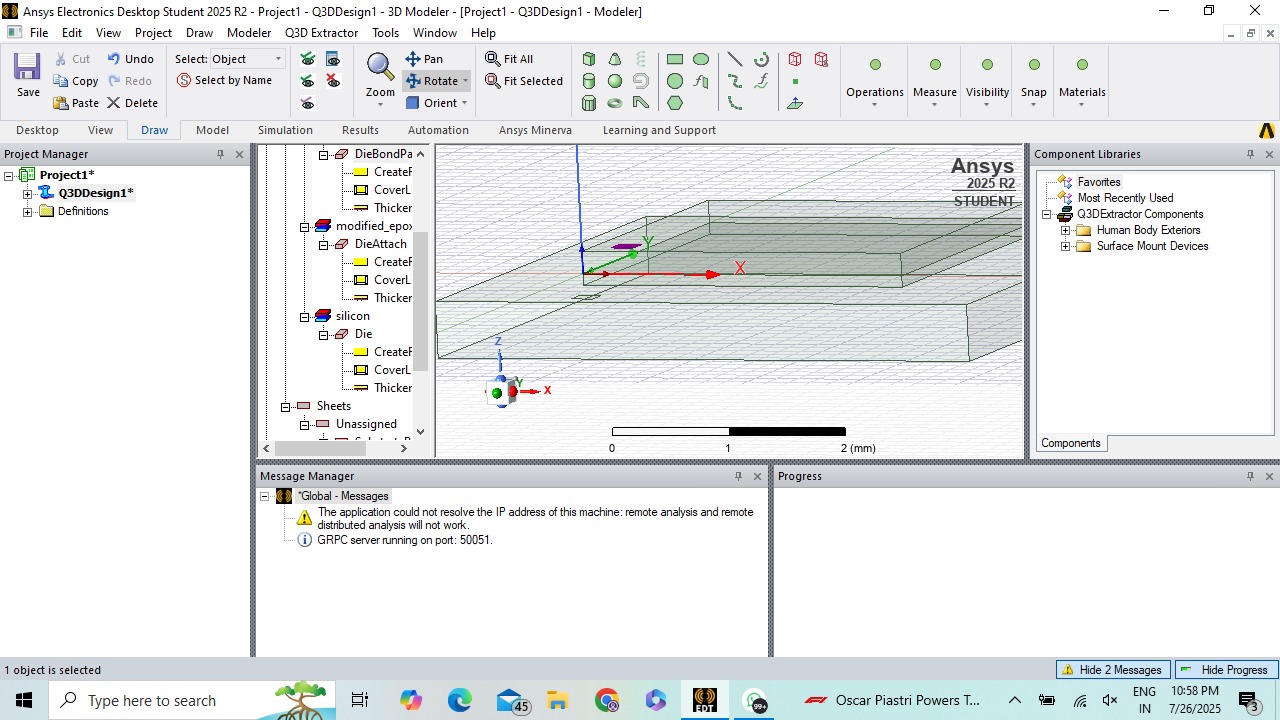 Ansys Electronics Desktop Student 2025 R2 - Project1 - Q3DDesign1 - 3D Modeler - [Project1 - Q3DDesign1 - Modeler]
File Edit View Project Draw Modeler Q3D Extractor Tools Window Help
Save
Cut
Copy
Paste
Undo
Redo
Delete
Select: Object
Select by Name
Zoom
Pan
Rotate
Orient
Fit All
Fit Selected
Operations
Measure
Visibility
Snap
Materials
Desktop View Draw Model Simulation Results Automation Ansys Minerva Learning and Support
Project Manager
Project1*
Q3DDesign1*
Definitions
DieBondPa
CreateF
CoverL
Thicker
modified_epox
DieAttach
CreateF
CoverL
Thicker
silicon
Die
CreateF
CoverL
Thicker
Sheets
Unassigned
Ansys
2025 R2
STUDENT
Y
X
Z
Y
X
0 1 2 (mm)
Component Libraries
Favorites
Most Recently Used
Q3DExtractor Components
Human Body Exteriors
Surface Mount Devices
Components
Message Manager
*Global - Messages
The application could not resolve the IP address of this machine: remote analysis and remote
distributed analysis will not work.
GRPC server running on port: 50051.
Progress
1 object is selected
Hide 2 Messages
Hide Progress
Type here to search
45
EDT
99+
Oscar Piastri Powers T...
ENG
IN
10:58 PM
7/26/2025
3